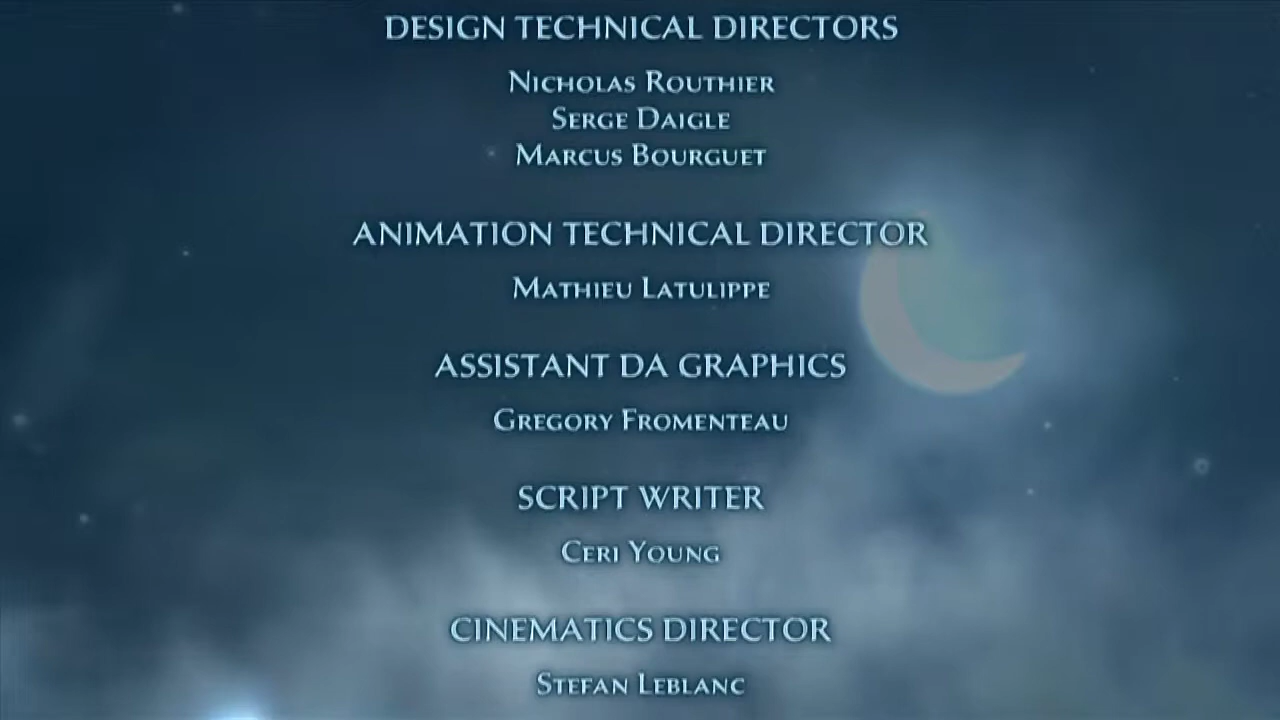 DESIGN TECHNICAL DIRECTORS
NICHOLAS ROUTHIER
SERGE DAIGLE
MARCUS BOURGUET
ANIMATION TECHNICAL DIRECTOR
MATHIEU LATULIPPE
ASSISTANT DA GRAPHICS
GREGORY FROMENTEAU
SCRIPT WRITER
CERI YOUNG
CINEMATICS DIRECTOR
STEFAN LEBLANC